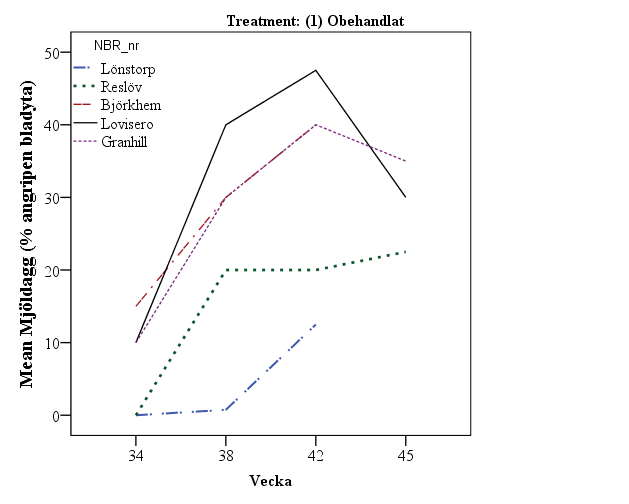 Treatment: (1) Obehandlat
NBR_nr
Lönstorp
Reslöv
Björkhem
Lovisero
Granhill
Mean Mjöldagg (% angripen bladyta)
50
40
30
20
10
0
34 38 42 45
Vecka